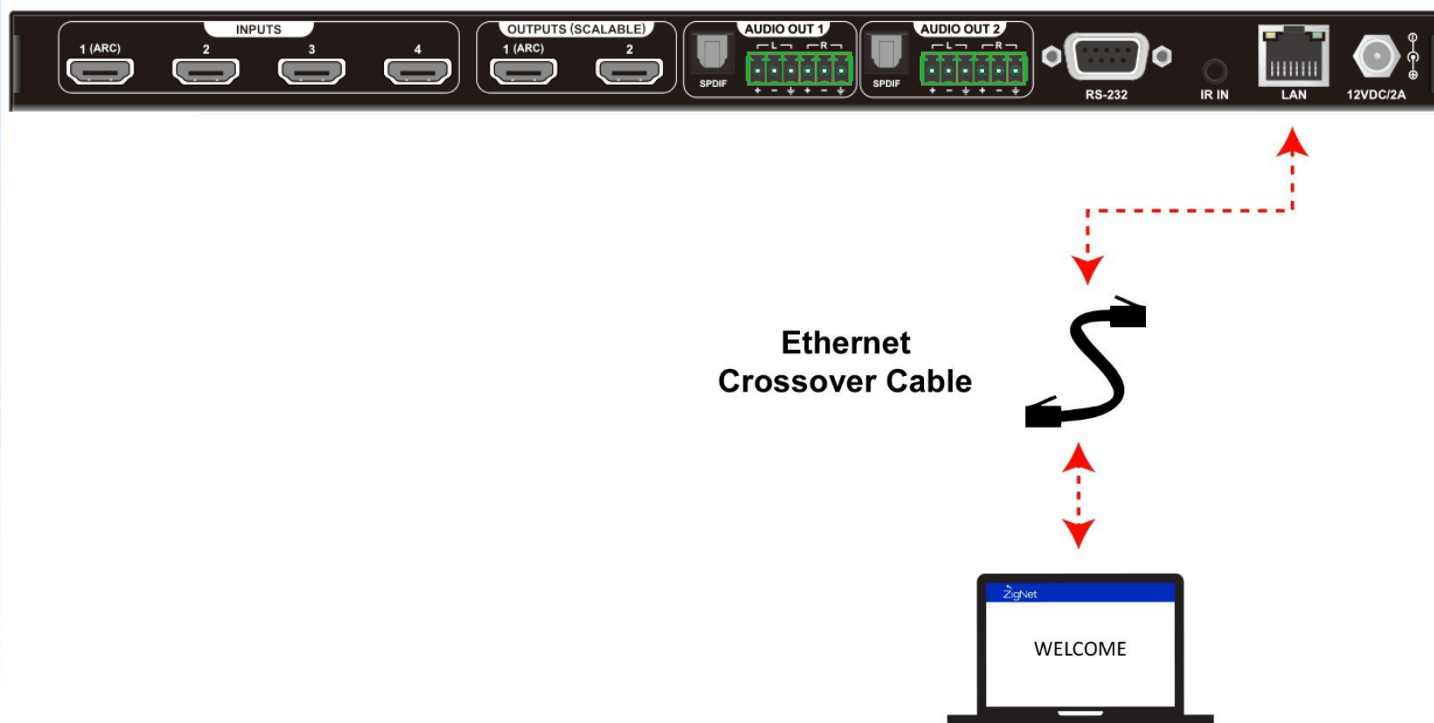 INPUTS
1 (ARC) 2 3 4
OUTPUTS (SCALABLE)
1 (ARC) 2
AUDIO OUT 1
L R
SPDIF
+ - ⏚ + - ⏚
AUDIO OUT 2
L R
SPDIF
+ - ⏚ + - ⏚
RS-232
IR IN
LAN
12VDC/2A
Ethernet
Crossover Cable
ZigNet
WELCOME